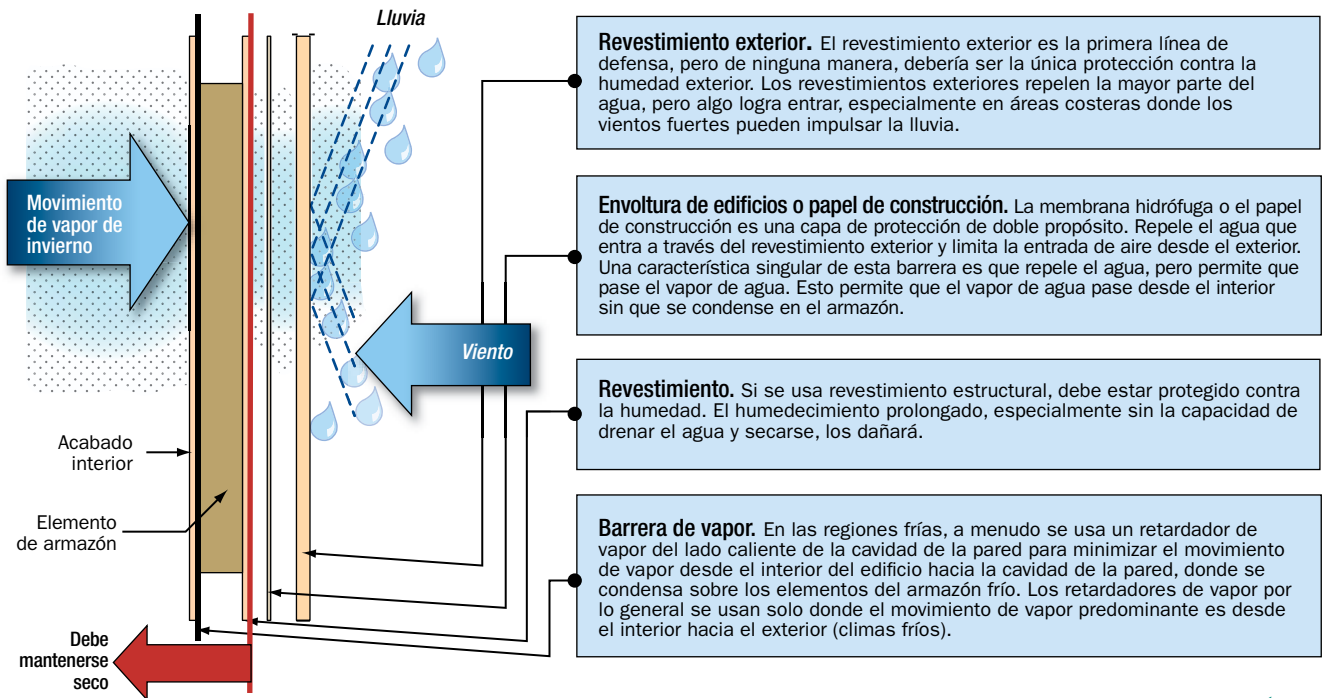 Lluvia
Movimiento
de vapor de
invierno
Viento
Acabado
interior
Elemento
de armazón
Debe
mantenerse
seco
Revestimiento exterior. El revestimiento exterior es la primera línea de
defensa, pero de ninguna manera, debería ser la única protección contra la
humedad exterior. Los revestimientos exteriores repelen la mayor parte del
agua, pero algo logra entrar, especialmente en áreas costeras donde los
vientos fuertes pueden impulsar la lluvia.
Envoltura de edificios o papel de construcción. La membrana hidrófuga o el papel
de construcción es una capa de protección de doble propósito. Repele el agua que
entra a través del revestimiento exterior y limita la entrada de aire desde el exterior.
Una característica singular de esta barrera es que repele el agua, pero permite que
pase el vapor de agua. Esto permite que el vapor de agua pase desde el interior
sin que se condense en el armazón.
Revestimiento. Si se usa revestimiento estructural, debe estar protegido contra
la humedad. El humedecimiento prolongado, especialmente sin la capacidad de
drenar el agua y secarse, los dañará.
Barrera de vapor. En las regiones frías, a menudo se usa un retardador de
vapor del lado caliente de la cavidad de la pared para minimizar el movimiento
de vapor desde el interior del edificio hacia la cavidad de la pared, donde se
condensa sobre los elementos del armazón frío. Los retardadores de vapor por
lo general se usan solo donde el movimiento de vapor predominante es desde
el interior hacia el exterior (climas fríos).